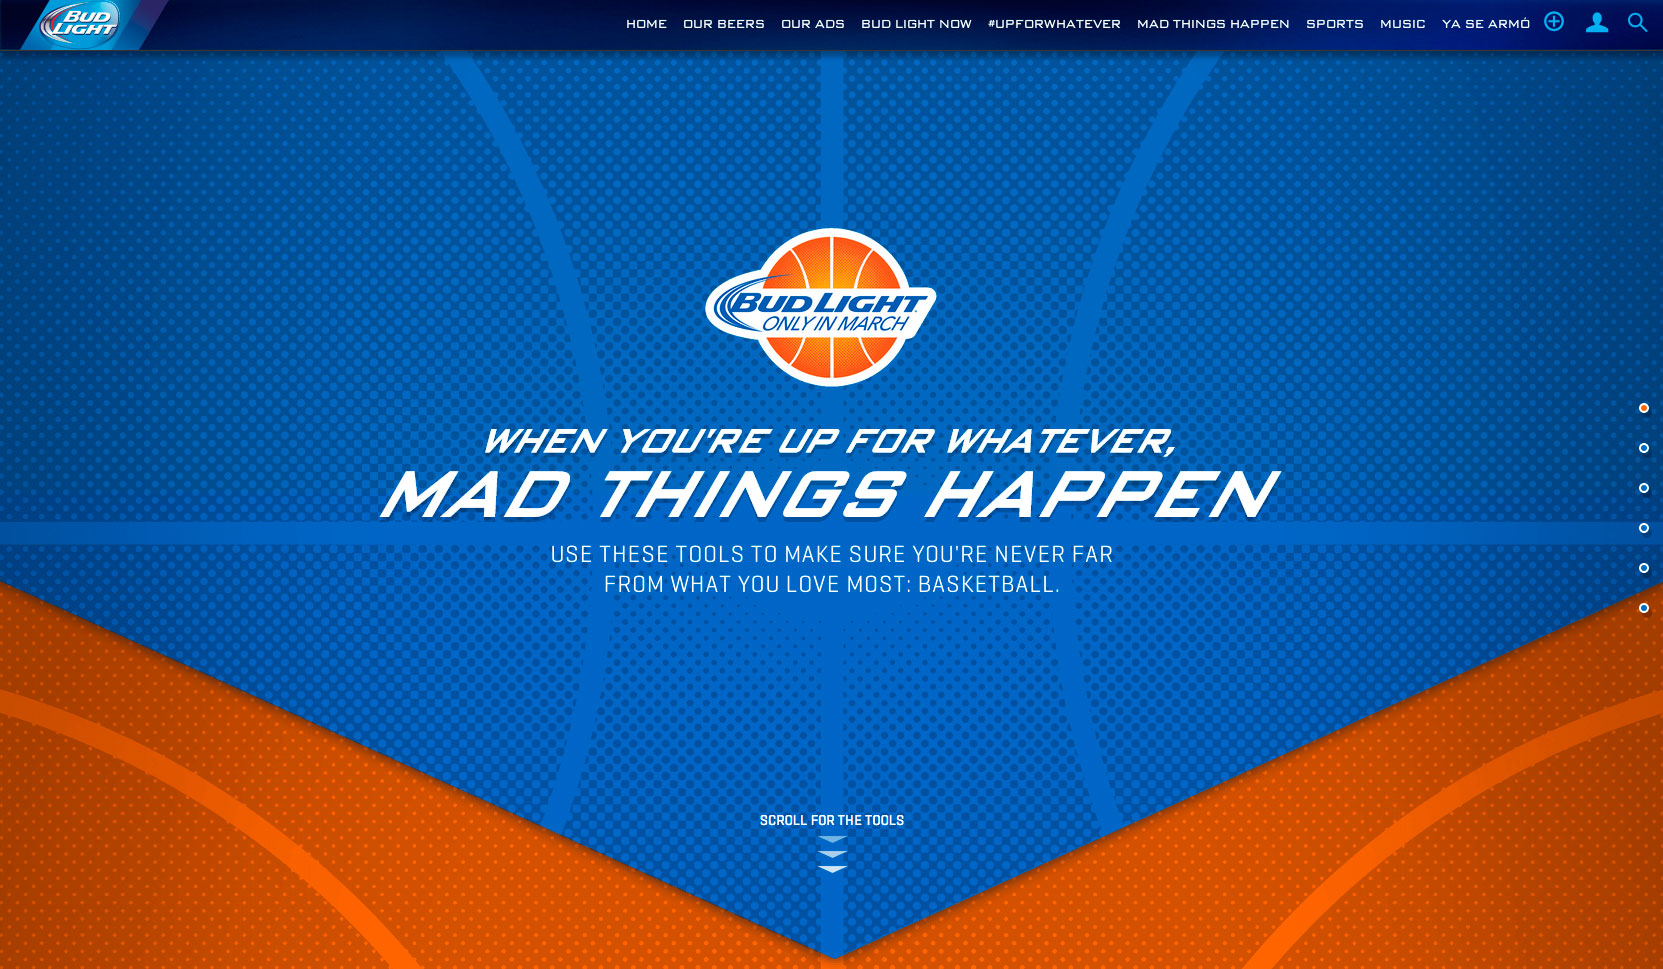 BUD
LIGHT
HOME OUR BEERS OUR ADS BUD LIGHT NOW #UPFORWHATEVER MAD THINGS HAPPEN SPORTS MUSIC YA SE ARMÓ
BUD LIGHT
ONLY IN MARCH
WHEN YOU'RE UP FOR WHATEVER,
MAD THINGS HAPPEN
USE THESE TOOLS TO MAKE SURE YOU'RE NEVER FAR
FROM WHAT YOU LOVE MOST: BASKETBALL.
SCROLL FOR THE TOOLS